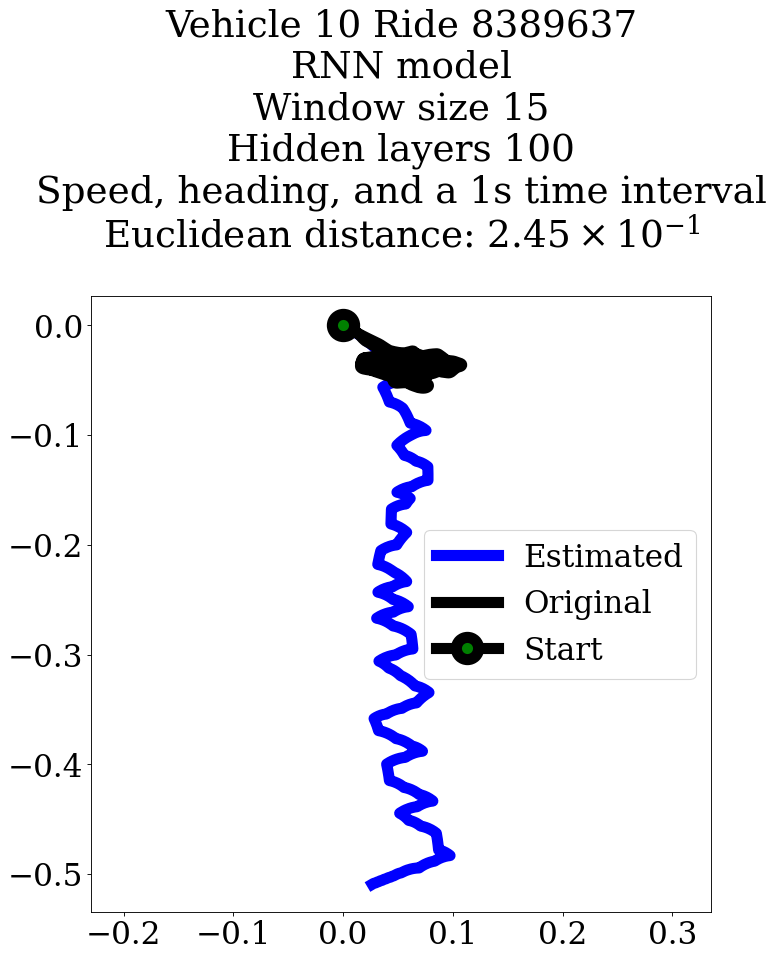 Vehicle 10 Ride 8389637
RNN model
Window size 15
Hidden layers 100
Speed, heading, and a 1s time interval
Euclidean distance: 2.45 × 10⁻¹
0.0
−0.1
−0.2
−0.3
−0.4
−0.5
Estimated
Original
Start
−0.2 −0.1 0.0 0.1 0.2 0.3